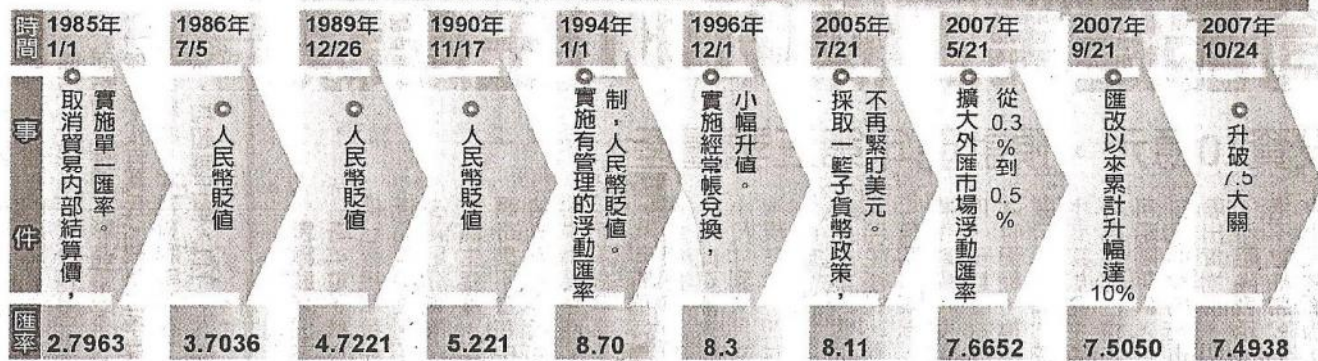 時間
1985年
1/1
1986年
7/5
1989年
12/26
1990年
11/17
1994年
1/1
1996年
12/1
2005年
7/21
2007年
5/21
2007年
9/21
2007年
10/24
事件
取消貿易內部結算價，
實施單一匯率。
人民幣貶值
人民幣貶值
人民幣貶值
實施有管理的浮動匯率
制，人民幣貶值。
實施經常帳兌換，
小幅升值。
採取一籃子貨幣政策，
不再緊盯美元。
擴大外匯市場浮動匯率
從0.3%到0.5%
匯改以來累計升幅達
10%
升破7.5大關
匯率
2.7963
3.7036
4.7221
5.221
8.70
8.3
8.11
7.6652
7.5050
7.4938